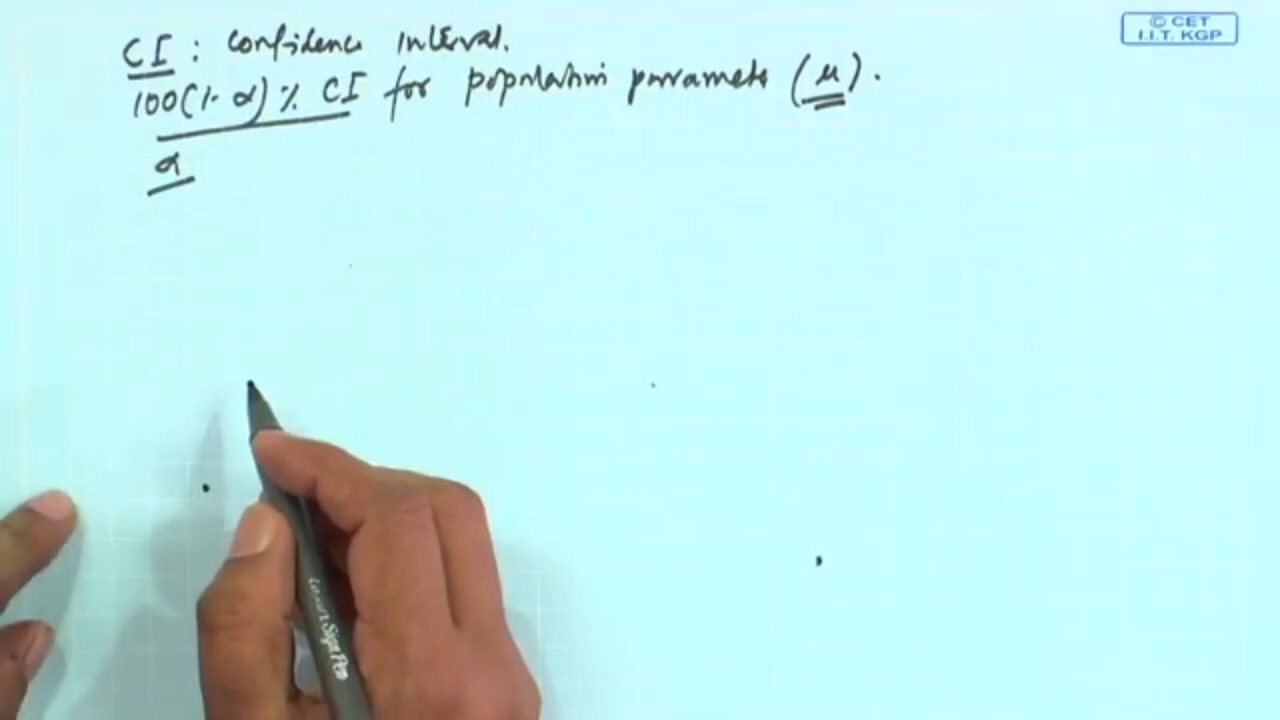 CI : confidence interval.
100(1-α)% CI for population parameter (μ).
α
© CET
I.I.T. KGP